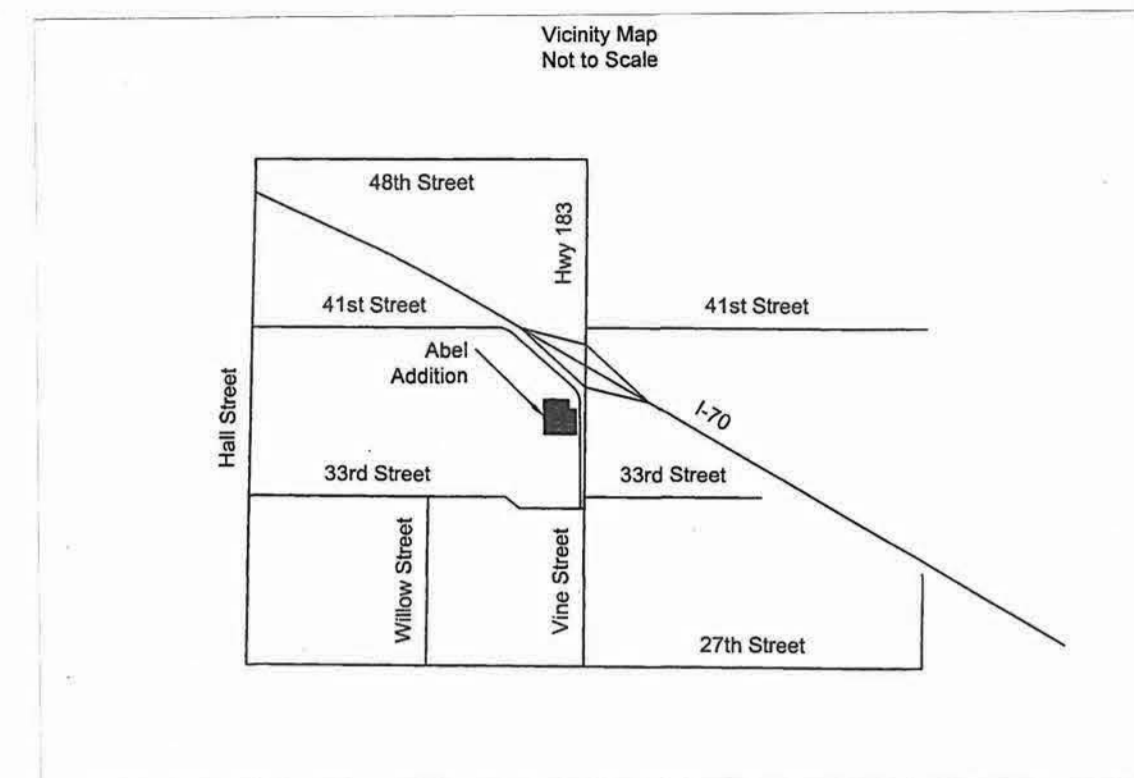 Vicinity Map
Not to Scale
48th Street
Hwy 183
41st Street
41st Street
Abel
Addition
Hall Street
I-70
33rd Street
33rd Street
Willow Street
Vine Street
27th Street